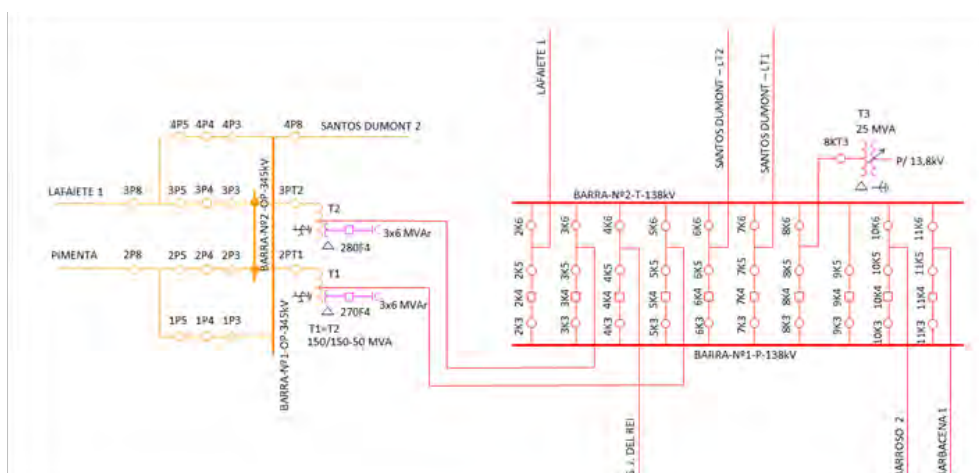 4P5 4P4 4P3 4P8 SANTOS DUMONT 2
LAFAIETE 1 3P8 3P5 3P4 3P3 3PT2
T2
3x6 MVAr
280F4
PIMENTA 2P8 2P5 2P4 2P3 2PT1
T1
3x6 MVAr
270F4
1P5 1P4 1P3
T1=T2
150/150-50 MVA
BARRA-Nº2-OP-345kV
BARRA-Nº1-OP-345kV
LAFAIETE 1
SANTOS DUMONT – LT2
SANTOS DUMONT – LT1
T3
25 MVA
8KT3
P/ 13,8kV
BARRA-Nº2-T-138kV
2K6 3K6 4K6 5K6 6K6 7K6 8K6 10K6 11K6
2K5 3K5 4K5 5K5 6K5 7K5 8K5 9K5 10K5 11K5
2K4 3K4 4K4 5K4 6K4 7K4 8K4 9K4 10K4 11K4
2K3 3K3 4K3 5K3 6K3 7K3 8K3 9K3 10K3 11K3
BARRA-Nº1-P-138kV
J. DEL REI
ARROSO 2
ARBACENA 1